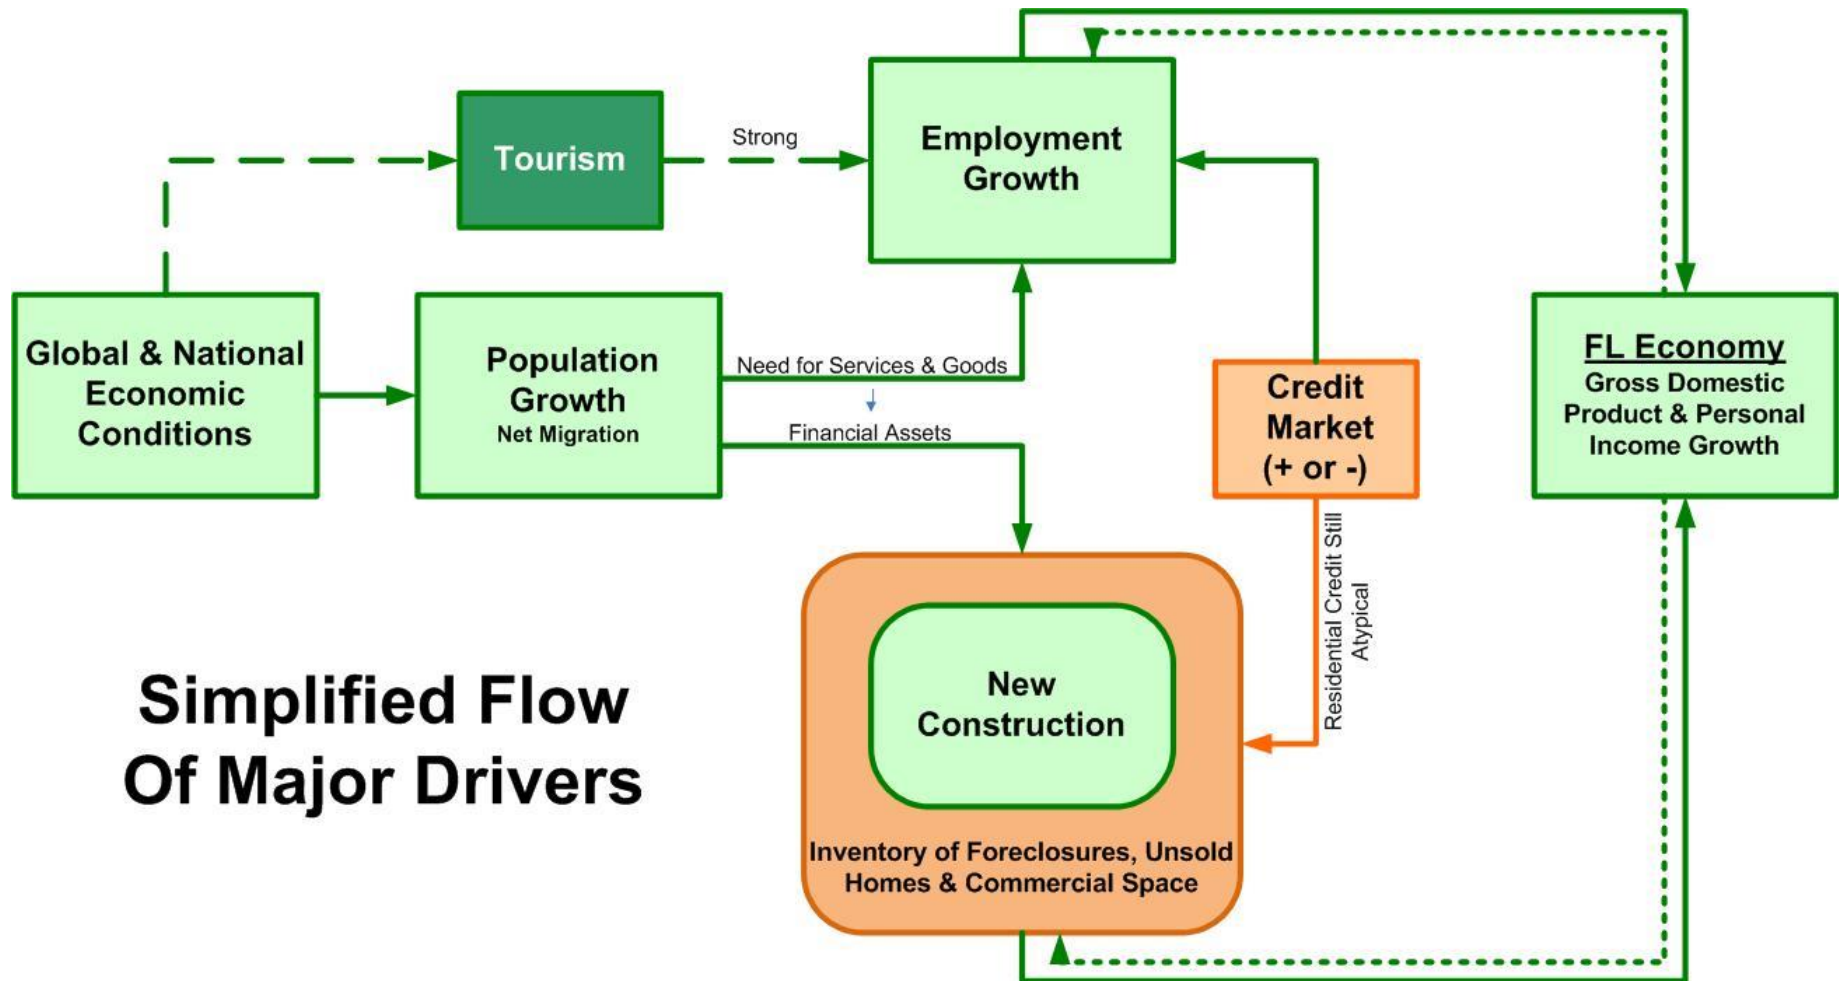 Tourism
Strong
Employment
Growth
Global & National
Economic
Conditions
Population
Growth
Net Migration
Need for Services & Goods
Financial Assets
Credit
Market
(+ or -)
FL Economy
Gross Domestic
Product & Personal
Income Growth
Residential Credit Still
Atypical
New
Construction
Inventory of Foreclosures, Unsold
Homes & Commercial Space
Simplified Flow
Of Major Drivers